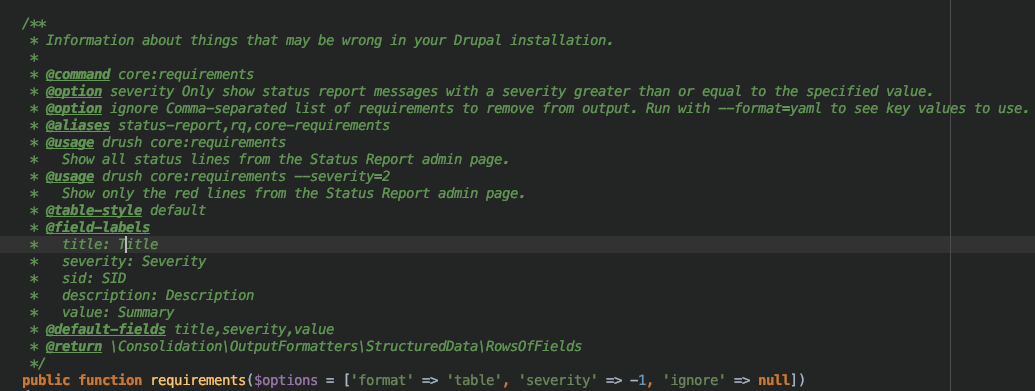 /**
 * Information about things that may be wrong in your Drupal installation.
 *
 * @command core:requirements
 * @option severity Only show status report messages with a severity greater than or equal to the specified value.
 * @option ignore Comma-separated list of requirements to remove from output. Run with --format=yaml to see key values to use.
 * @aliases status-report,rq,core-requirements
 * @usage drush core:requirements
 *   Show all status lines from the Status Report admin page.
 * @usage drush core:requirements --severity=2
 *   Show only the red lines from the Status Report admin page.
 * @table-style default
 * @field-labels
 *   title: Title
 *   severity: Severity
 *   sid: SID
 *   description: Description
 *   value: Summary
 * @default-fields title,severity,value
 * @return \Consolidation\OutputFormatters\StructuredData\RowsOfFields
 */
public function requirements($options = ['format' => 'table', 'severity' => -1, 'ignore' => null])